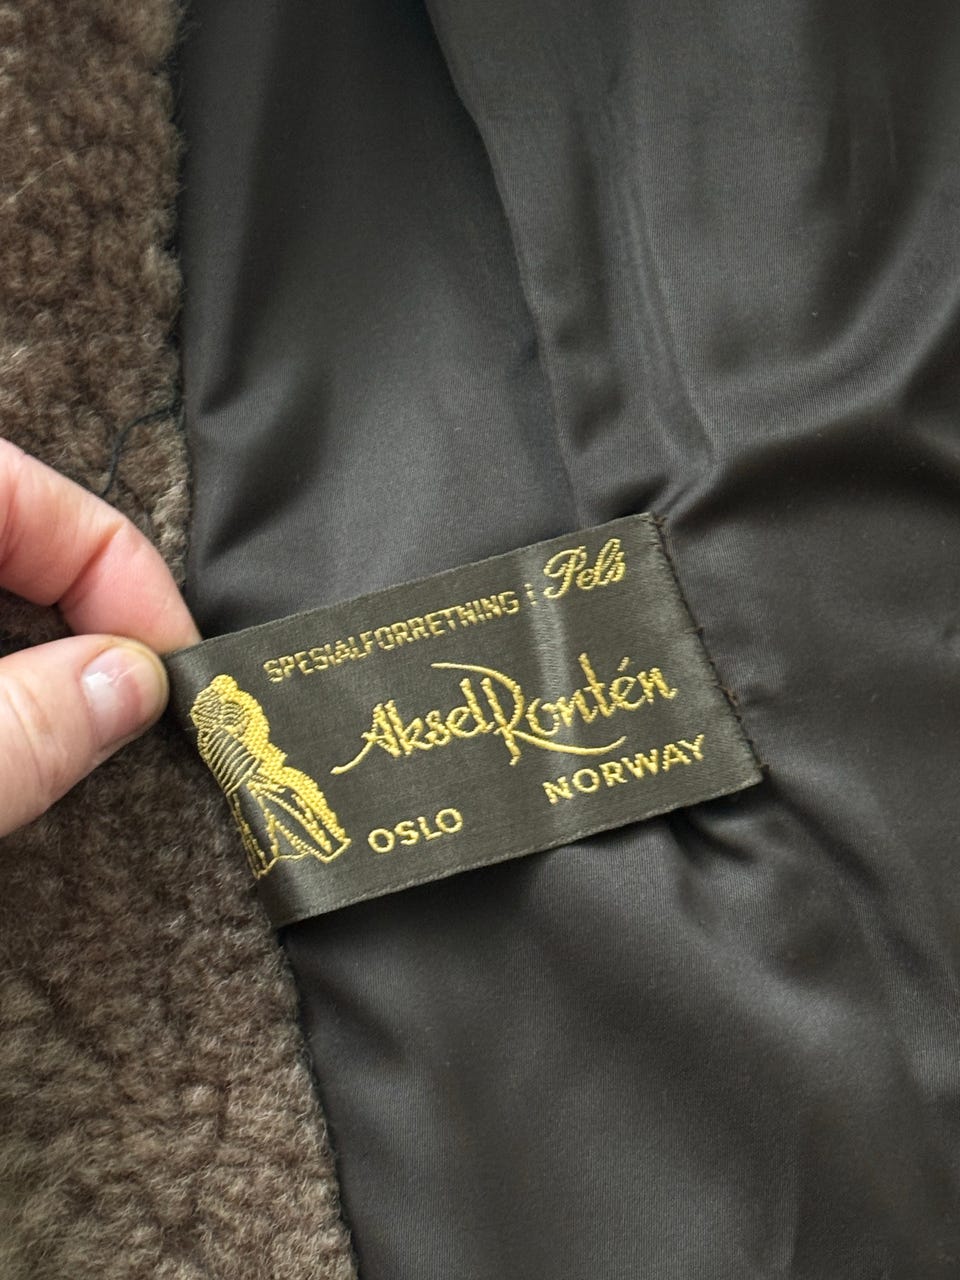 SPESIALFORRETNING i Pels
Aksel Rontén
OSLO NORWAY